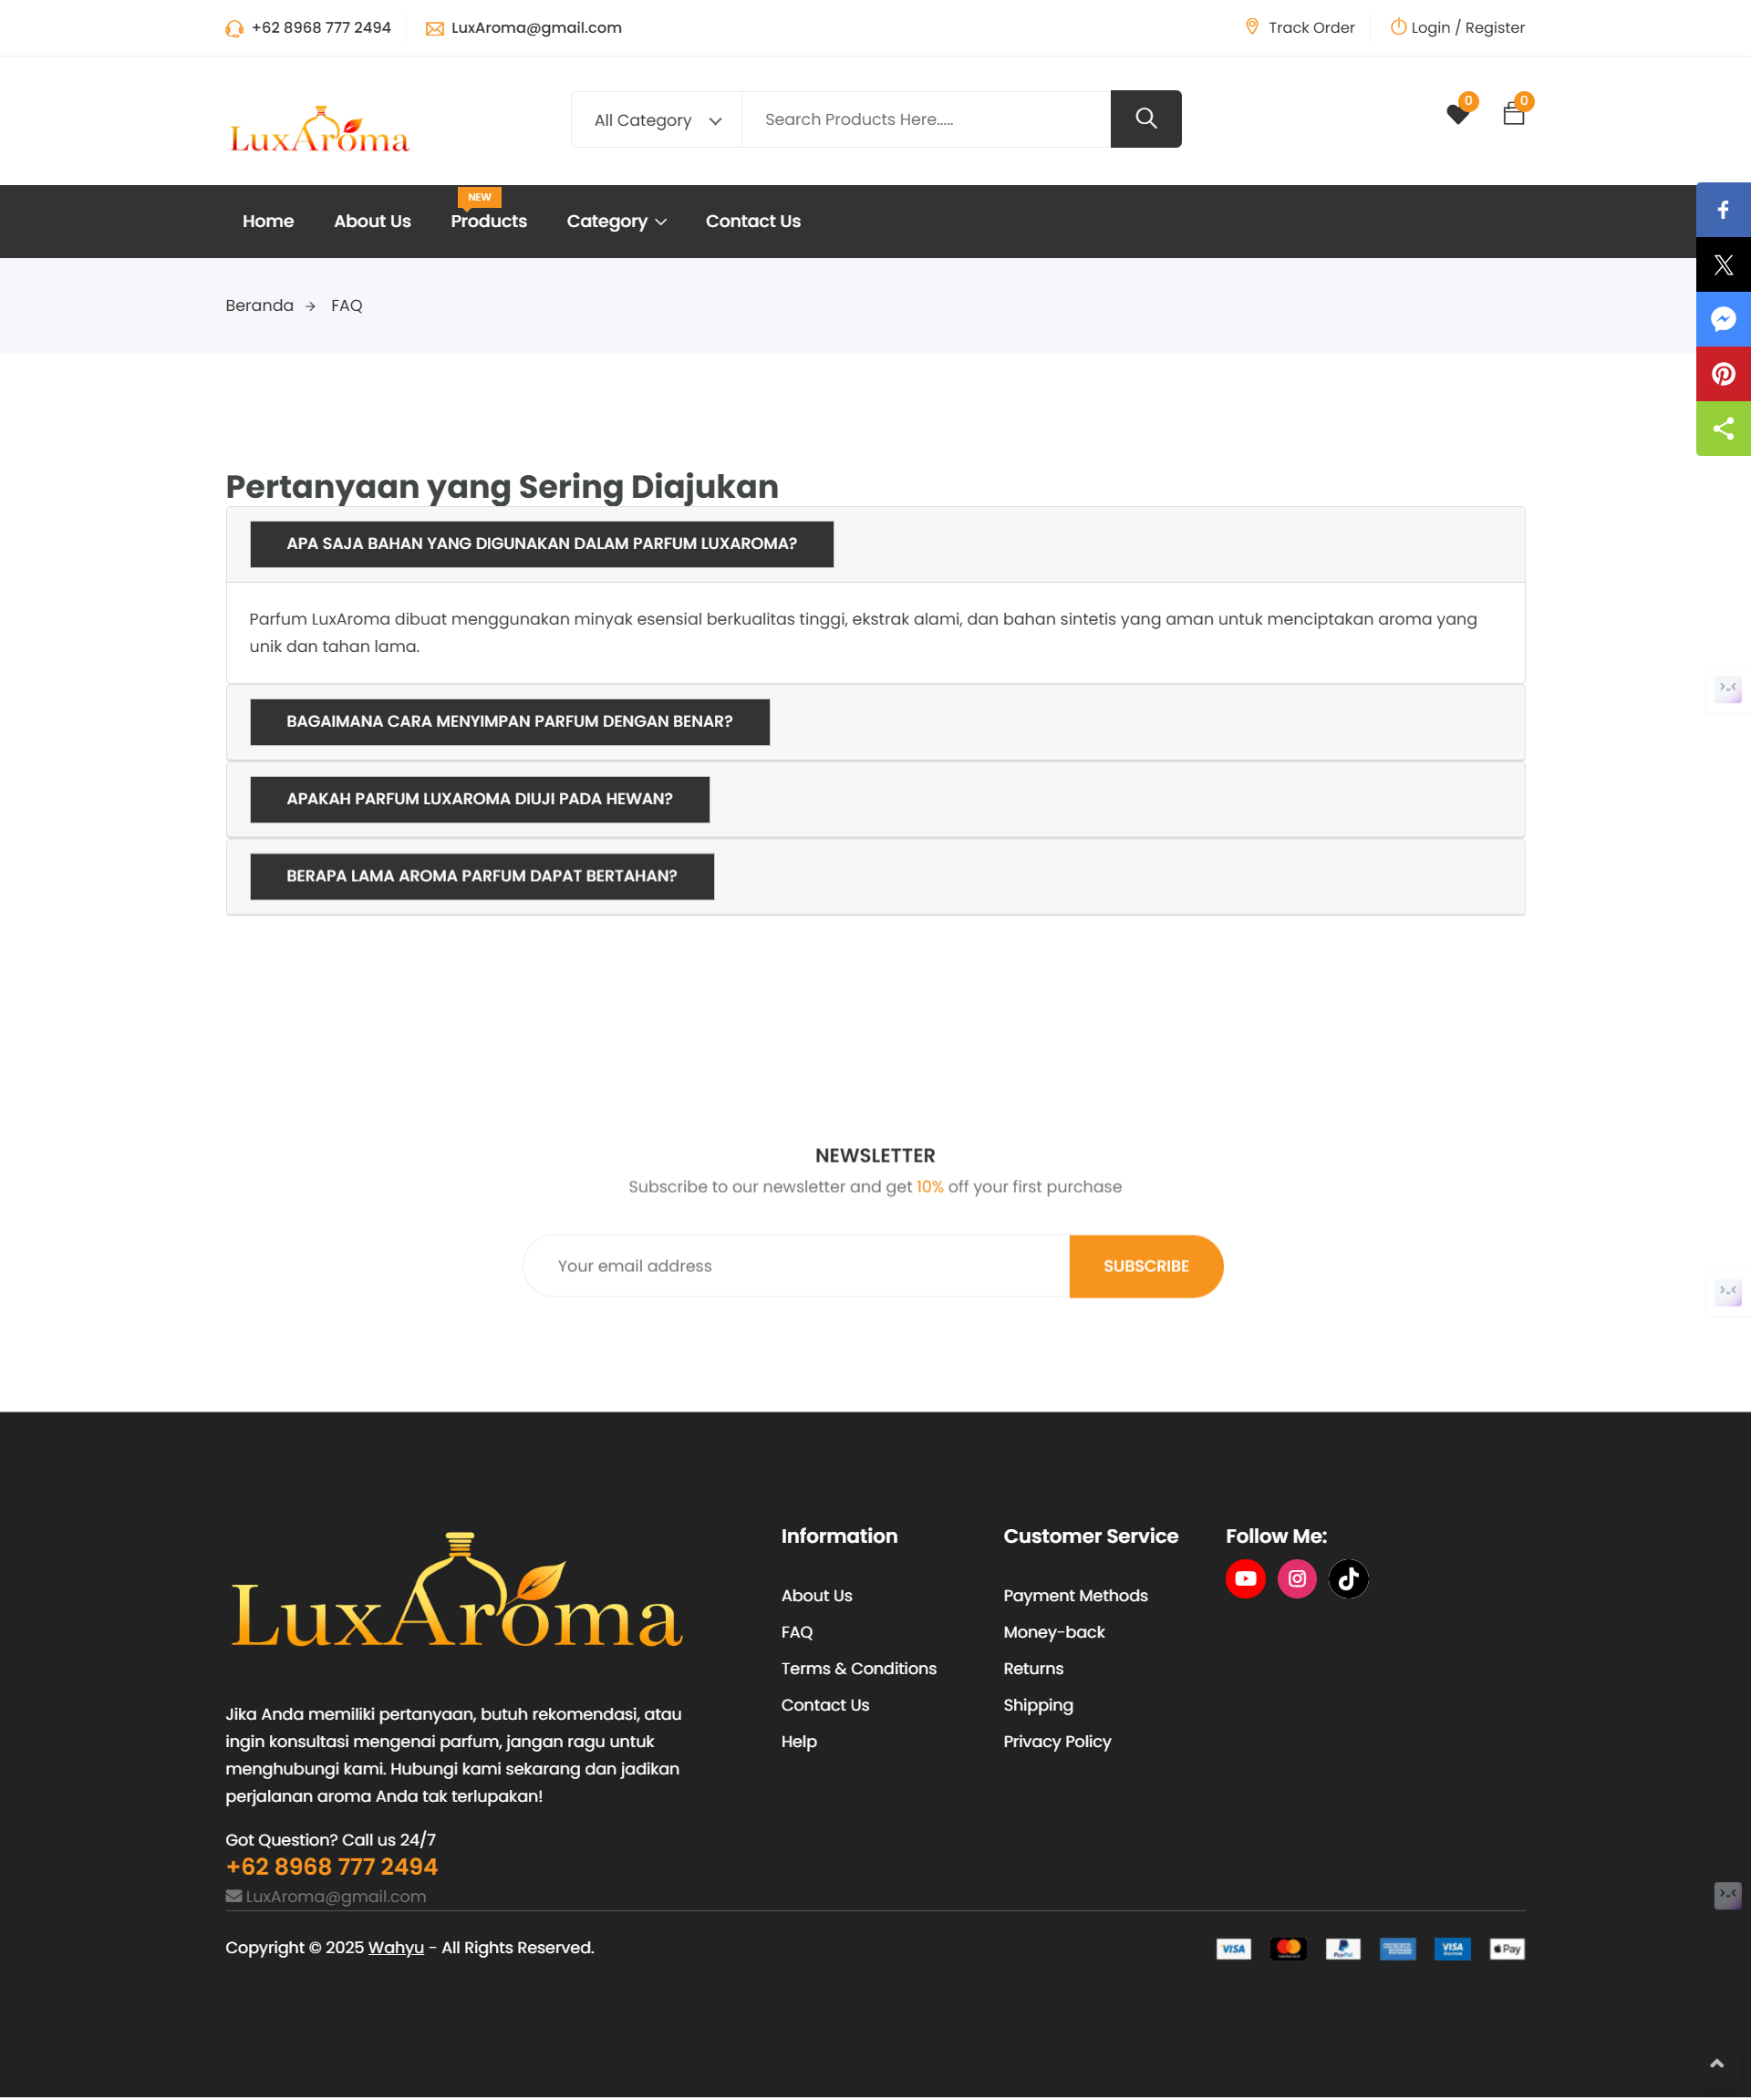 +62 8968 777 2494
LuxAroma@gmail.com
Track Order
Login / Register
LuxAroma
All Category
Search Products Here.....
0
0
NEW
Home
About Us
Products
Category
Contact Us
Beranda → FAQ
Pertanyaan yang Sering Diajukan
APA SAJA BAHAN YANG DIGUNAKAN DALAM PARFUM LUXAROMA?
Parfum LuxAroma dibuat menggunakan minyak esensial berkualitas tinggi, ekstrak alami, dan bahan sintetis yang aman untuk menciptakan aroma yang
unik dan tahan lama.
BAGAIMANA CARA MENYIMPAN PARFUM DENGAN BENAR?
APAKAH PARFUM LUXAROMA DIUJI PADA HEWAN?
BERAPA LAMA AROMA PARFUM DAPAT BERTAHAN?
NEWSLETTER
Subscribe to our newsletter and get 10% off your first purchase
Your email address
SUBSCRIBE
LuxAroma
Jika Anda memiliki pertanyaan, butuh rekomendasi, atau
ingin konsultasi mengenai parfum, jangan ragu untuk
menghubungi kami. Hubungi kami sekarang dan jadikan
perjalanan aroma Anda tak terlupakan!
Got Question? Call us 24/7
+62 8968 777 2494
LuxAroma@gmail.com
Information
About Us
FAQ
Terms & Conditions
Contact Us
Help
Customer Service
Payment Methods
Money-back
Returns
Shipping
Privacy Policy
Follow Me:
Copyright © 2025 Wahyu - All Rights Reserved.
VISA
PayPal
VISA
Pay